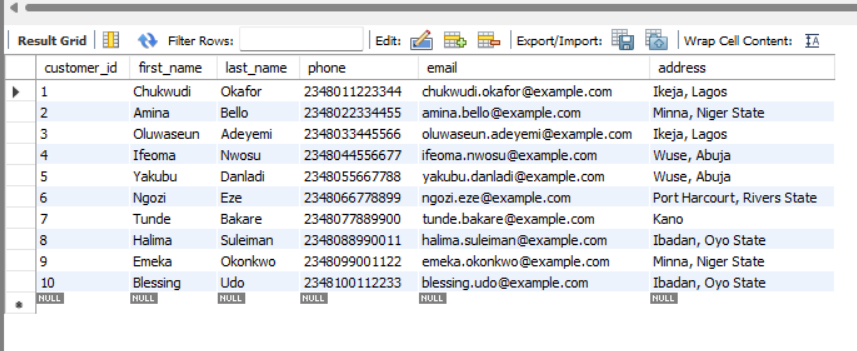 Result Grid Filter Rows: Edit: Export/Import: Wrap Cell Content: IA
customer_id first_name last_name phone email address
1 Chukwudi Okafor 2348011223344 chukwudi.okafor@example.com Ikeja, Lagos
2 Amina Bello 2348022334455 amina.bello@example.com Minna, Niger State
3 Oluwaseun Adeyemi 2348033445566 oluwaseun.adeyemi@example.com Ikeja, Lagos
4 Ifeoma Nwosu 2348044556677 ifeoma.nwosu@example.com Wuse, Abuja
5 Yakubu Danladi 2348055667788 yakubu.danladi@example.com Wuse, Abuja
6 Ngozi Eze 2348066778899 ngozi.eze@example.com Port Harcourt, Rivers State
7 Tunde Bakare 2348077889900 tunde.bakare@example.com Kano
8 Halima Suleiman 2348088990011 halima.suleiman@example.com Ibadan, Oyo State
9 Emeka Okonkwo 2348099001122 emeka.okonkwo@example.com Minna, Niger State
10 Blessing Udo 2348100112233 blessing.udo@example.com Ibadan, Oyo State
NULL NULL NULL NULL NULL NULL